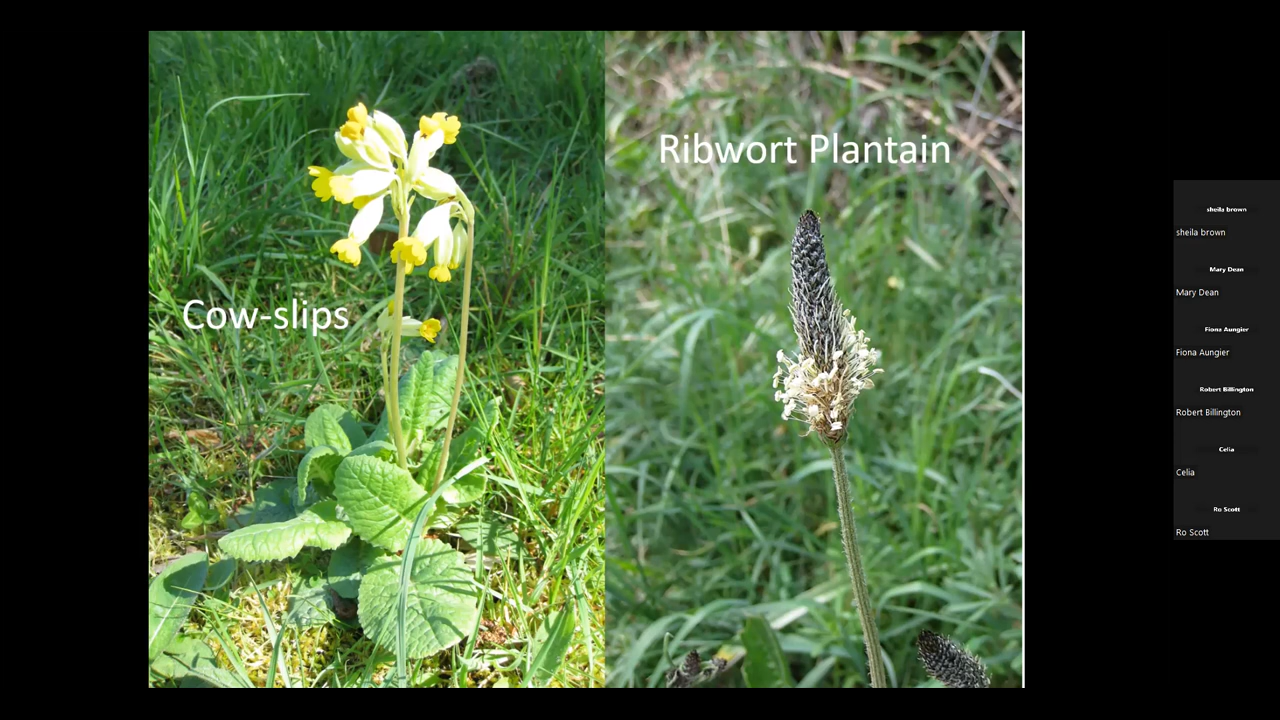 Ribwort Plantain
Cow-slips
sheila brown
sheila brown
Mary Dean
Mary Dean
Fiona Aungier
Fiona Aungier
Robert Billington
Robert Billington
Celia
Celia
Ro Scott
Ro Scott